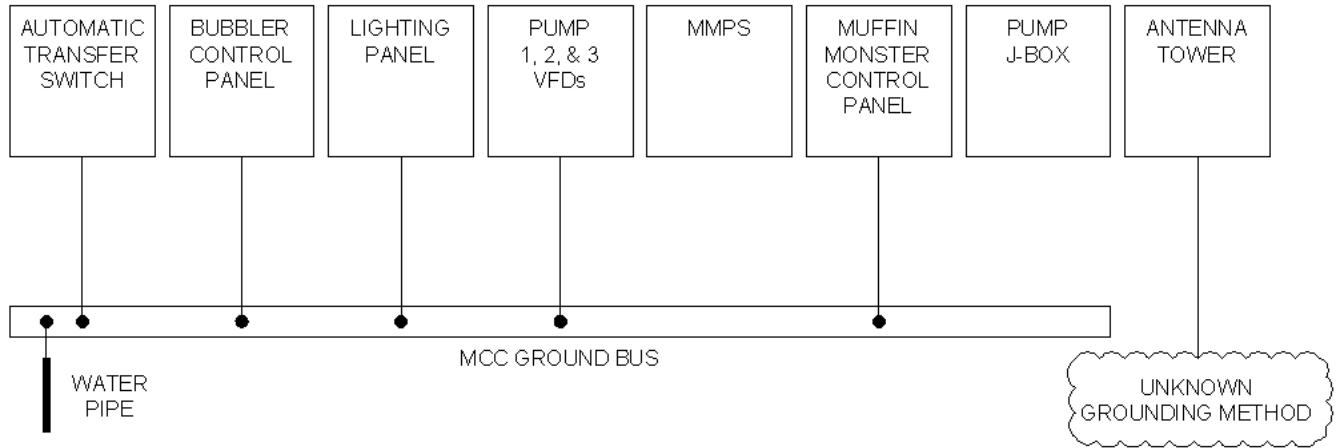 AUTOMATIC
TRANSFER
SWITCH
BUBBLER
CONTROL
PANEL
LIGHTING
PANEL
PUMP
1, 2, & 3
VFDs
MMPS
MUFFIN
MONSTER
CONTROL
PANEL
PUMP
J-BOX
ANTENNA
TOWER
MCC GROUND BUS
WATER
PIPE
UNKNOWN
GROUNDING METHOD